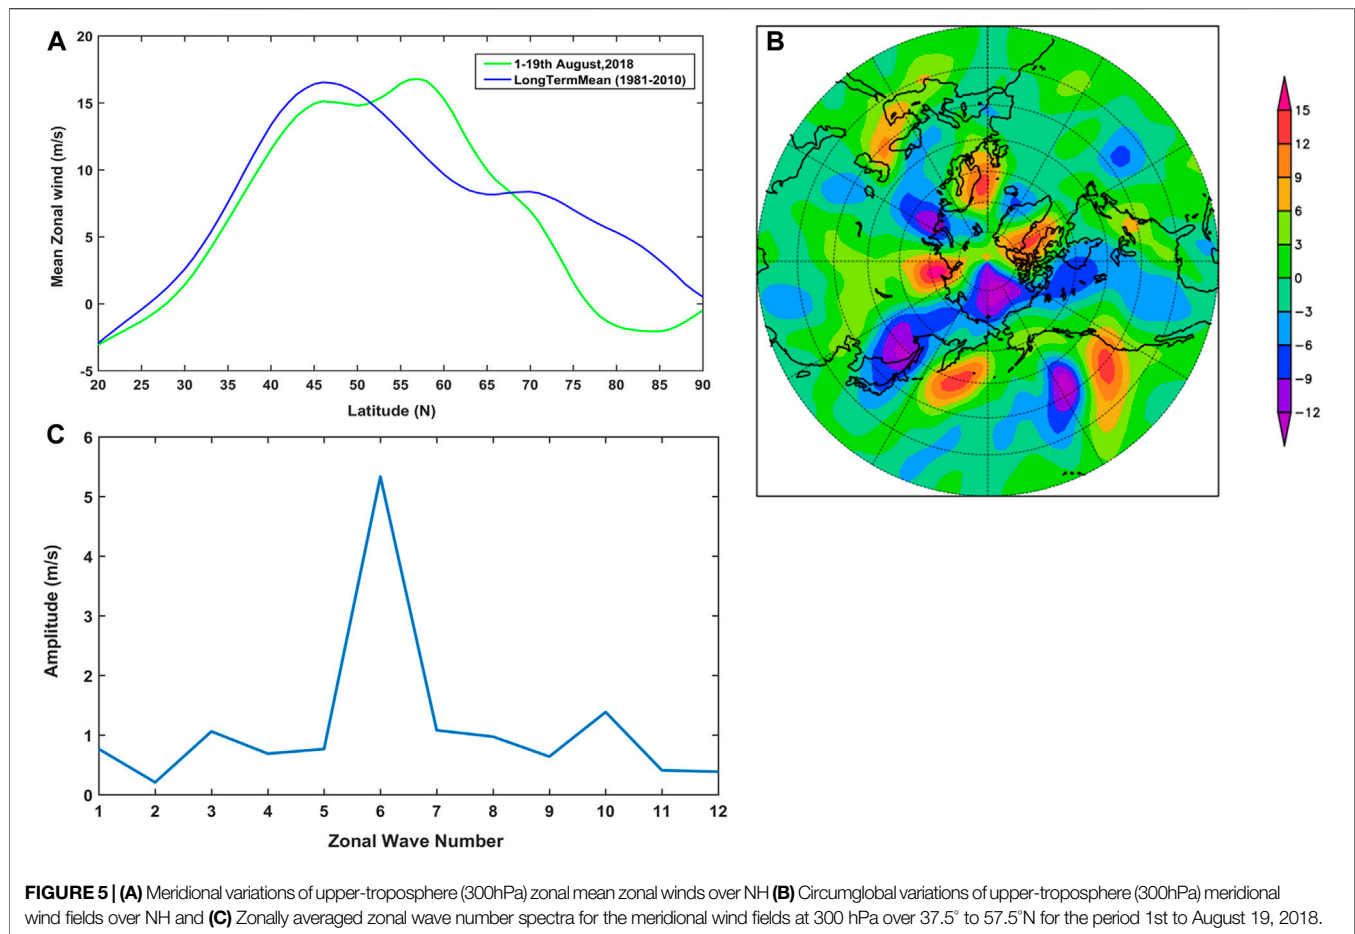 A
20
15
10
5
0
-5
Mean Zonal wind (m/s)
1-19th August,2018
LongTermMean (1981-2010)
20 25 30 35 40 45 50 55 60 65 70 75 80 85 90
Latitude (N)
B
15
12
9
6
3
0
−3
−6
−9
−12
C
6
5
4
3
2
1
0
Amplitude (m/s)
1 2 3 4 5 6 7 8 9 10 11 12
Zonal Wave Number
FIGURE 5 | (A) Meridional variations of upper-troposphere (300hPa) zonal mean zonal winds over NH (B) Circumglobal variations of upper-troposphere (300hPa) meridional
wind fields over NH and (C) Zonally averaged zonal wave number spectra for the meridional wind fields at 300 hPa over 37.5° to 57.5°N for the period 1st to August 19, 2018.